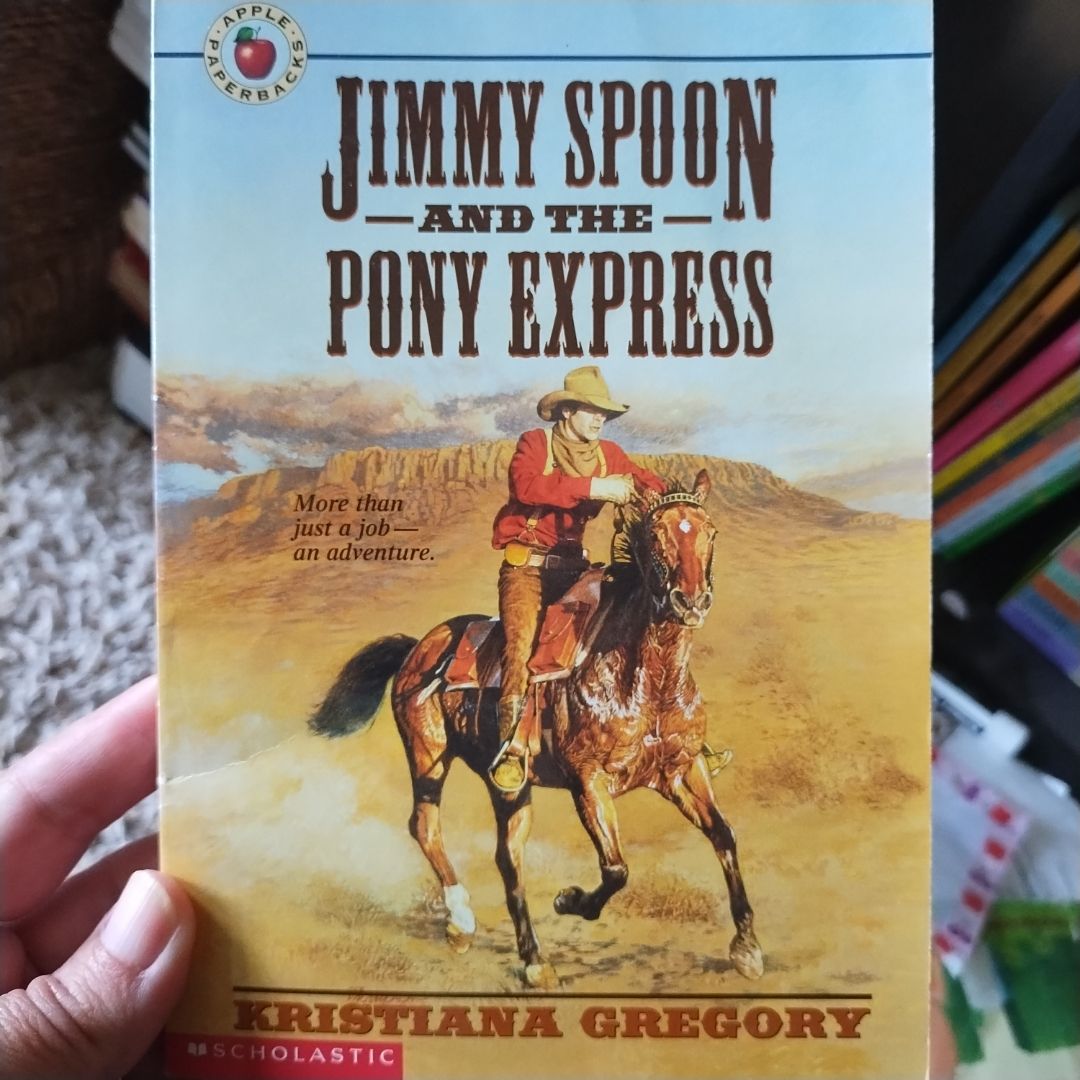 APPLE
PAPERBACKS
JIMMY SPOON
AND THE
PONY EXPRESS
More than
just a job—
an adventure.
KRISTIANA GREGORY
SCHOLASTIC